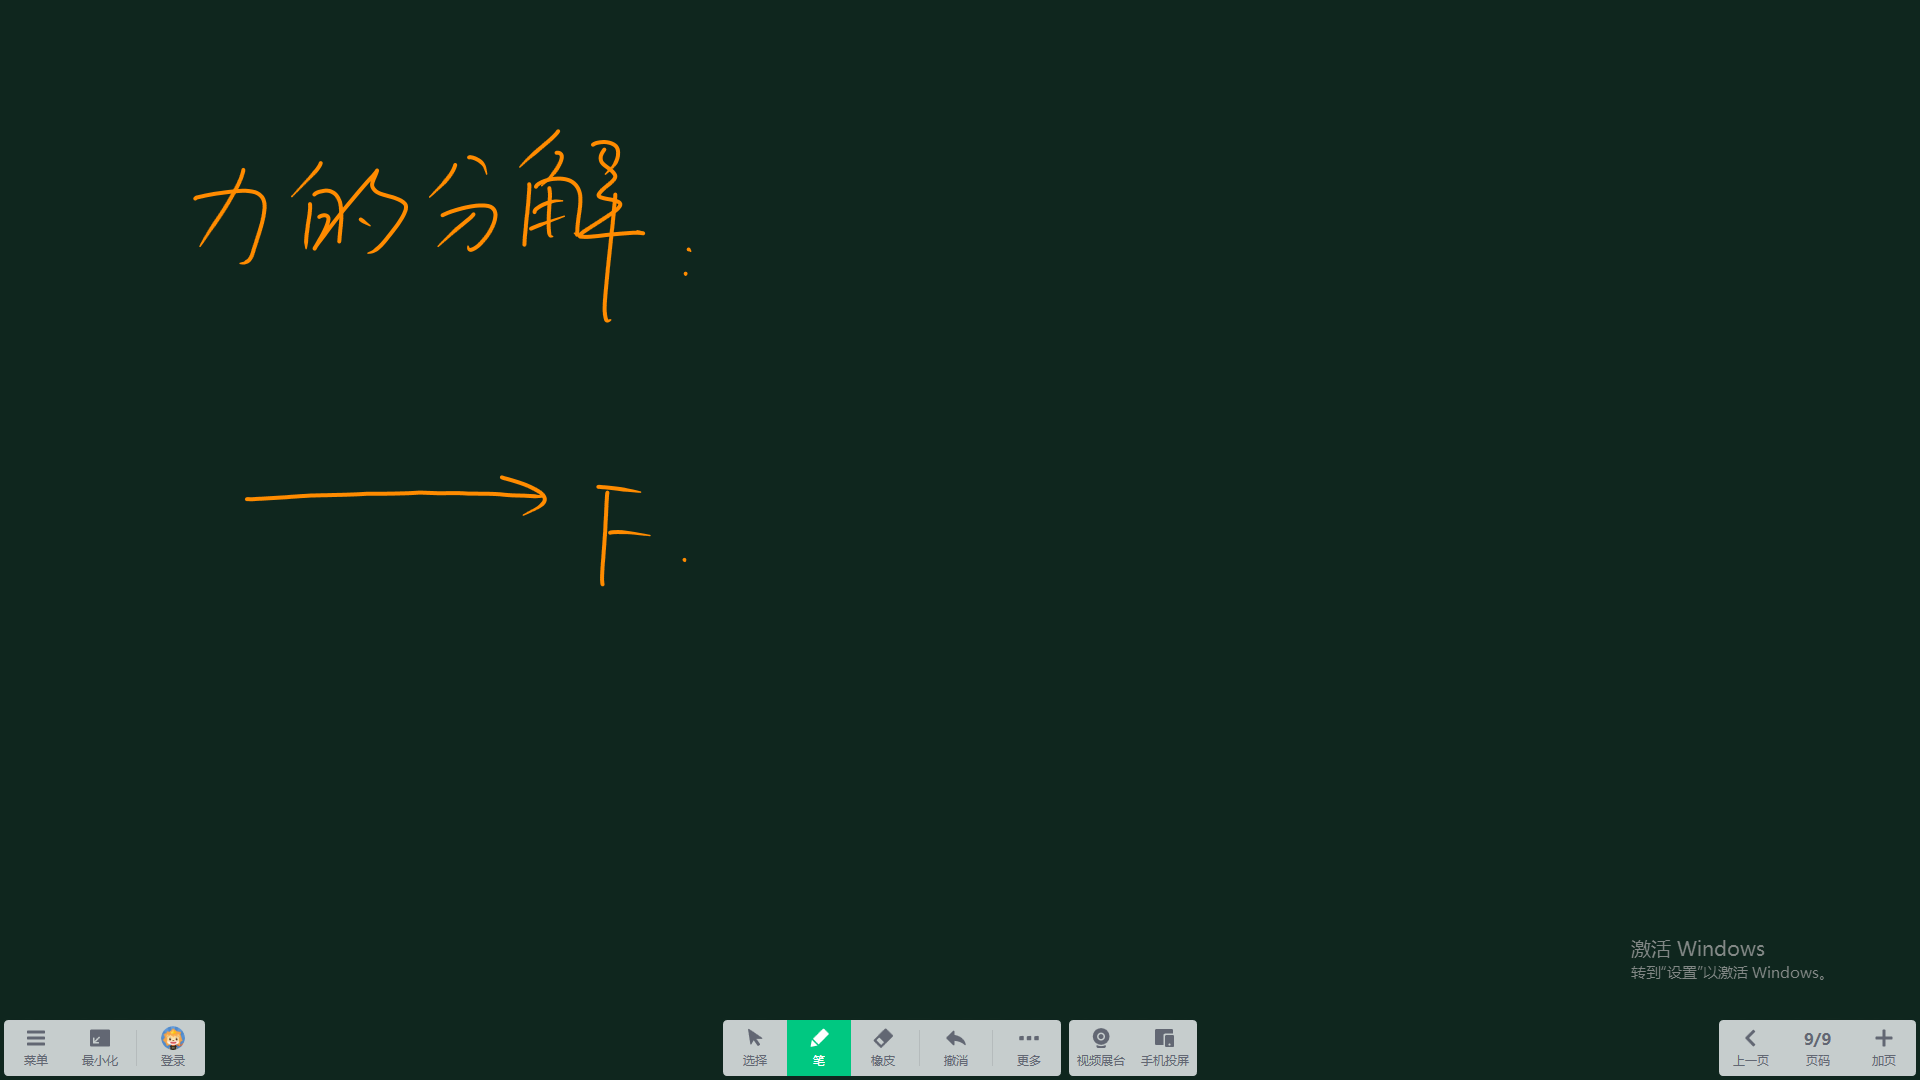 力的分解:
F.
激活 Windows
转到“设置”以激活 Windows。
菜单 最小化 登录 选择 笔 橡皮 撤消 更多 视频展台 手机投屏 上一页 9/9 页码 加页